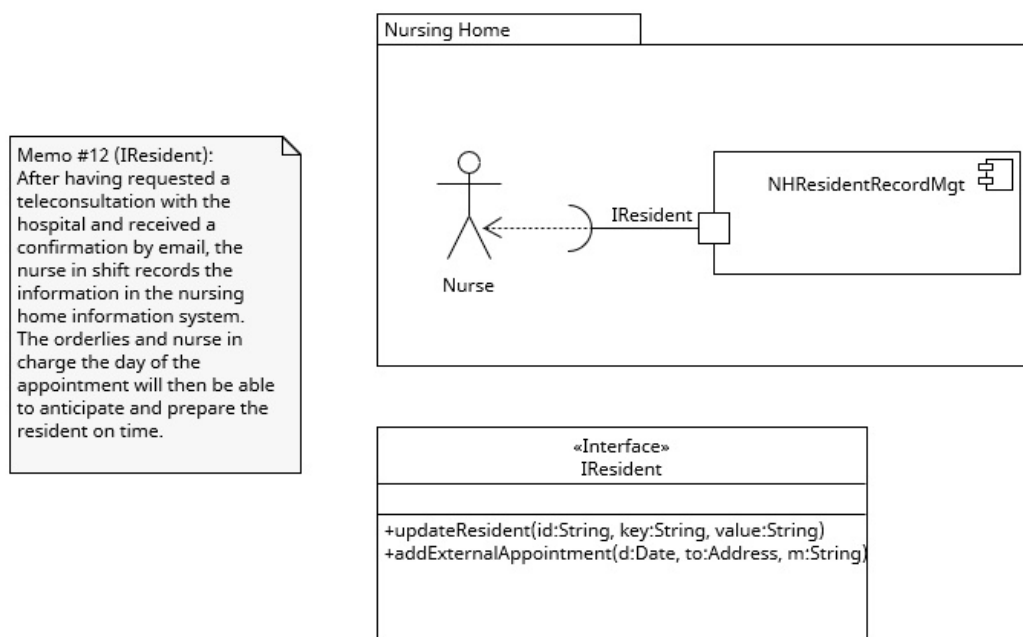 Nursing Home
Memo #12 (IResident):
After having requested a
teleconsultation with the
hospital and received a
confirmation by email, the
nurse in shift records the
information in the nursing
home information system.
The orderlies and nurse in
charge the day of the
appointment will then be able
to anticipate and prepare the
resident on time.
Nurse
IResident
NHResidentRecordMgt
«Interface»
IResident
+updateResident(id:String, key:String, value:String)
+addExternalAppointment(d:Date, to:Address, m:String)